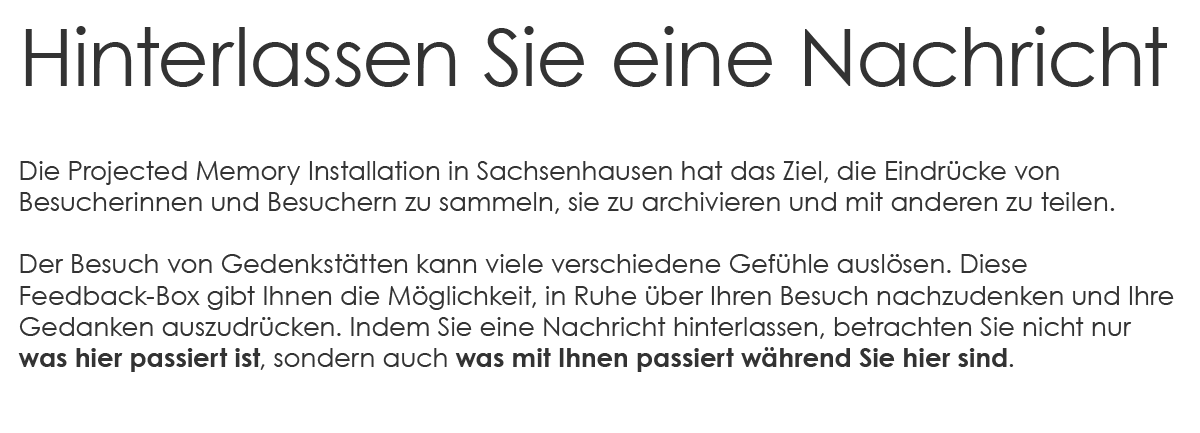 Hinterlassen Sie eine Nachricht
Die Projected Memory Installation in Sachsenhausen hat das Ziel, die Eindrücke von
Besucherinnen und Besuchern zu sammeln, sie zu archivieren und mit anderen zu teilen.
Der Besuch von Gedenkstätten kann viele verschiedene Gefühle auslösen. Diese
Feedback-Box gibt Ihnen die Möglichkeit, in Ruhe über Ihren Besuch nachzudenken und Ihre
Gedanken auszudrücken. Indem Sie eine Nachricht hinterlassen, betrachten Sie nicht nur
was hier passiert ist, sondern auch was mit Ihnen passiert während Sie hier sind.